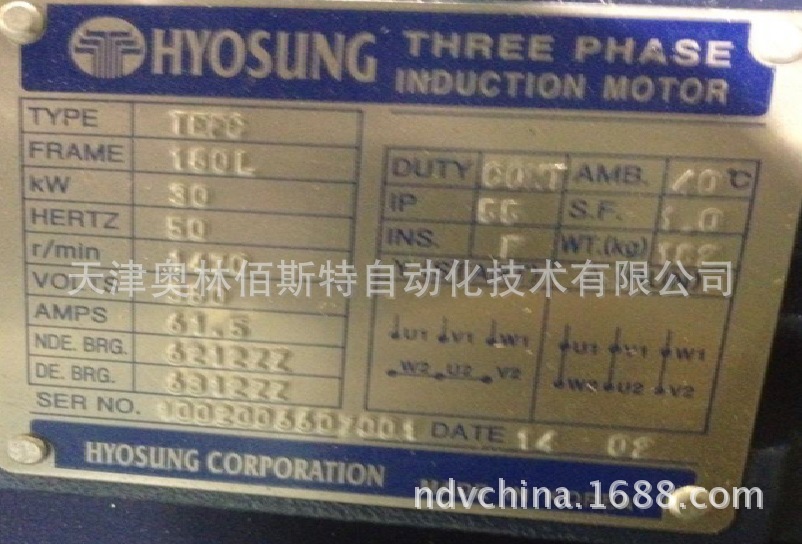 HYOSUNG THREE PHASE
INDUCTION MOTOR
TYPE TEFC
FRAME 180L
kW 30
HERTZ 50
r/min 1470
VOLTS 380
AMPS 61.5
NDE. BRG. 6212ZZ
DE. BRG. 6312ZZ
DUTY CONT AMB. 40℃
IP S.F. 1.0
INS. F WT.(kg)
天津奥林佰斯特自动化技术有限公司
U1 V1 W1 U1 V1 W1
W2 U2 V2 W2 U2 V2
SER NO. DATE 14
HYOSUNG CORPORATION
ndvchina.1688.com